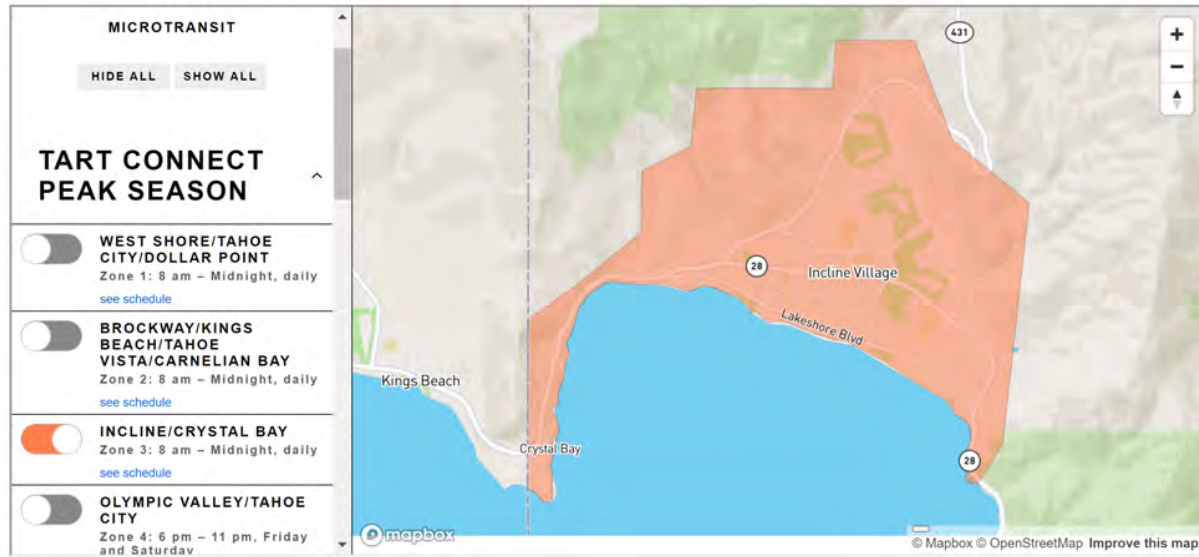 MICROTRANSIT
HIDE ALL SHOW ALL
TART CONNECT
PEAK SEASON
WEST SHORE/TAHOE
CITY/DOLLAR POINT
Zone 1: 8 am – Midnight, daily
see schedule
BROCKWAY/KINGS
BEACH/TAHOE
VISTA/CARNELIAN BAY
Zone 2: 8 am – Midnight, daily
see schedule
INCLINE/CRYSTAL BAY
Zone 3: 8 am – Midnight, daily
see schedule
OLYMPIC VALLEY/TAHOE
CITY
Zone 4: 6 pm – 11 pm, Friday
and Saturday
431
28
Incline Village
Lakeshore Blvd
Kings Beach
Crystal Bay
28
mapbox
© Mapbox © OpenStreetMap Improve this map